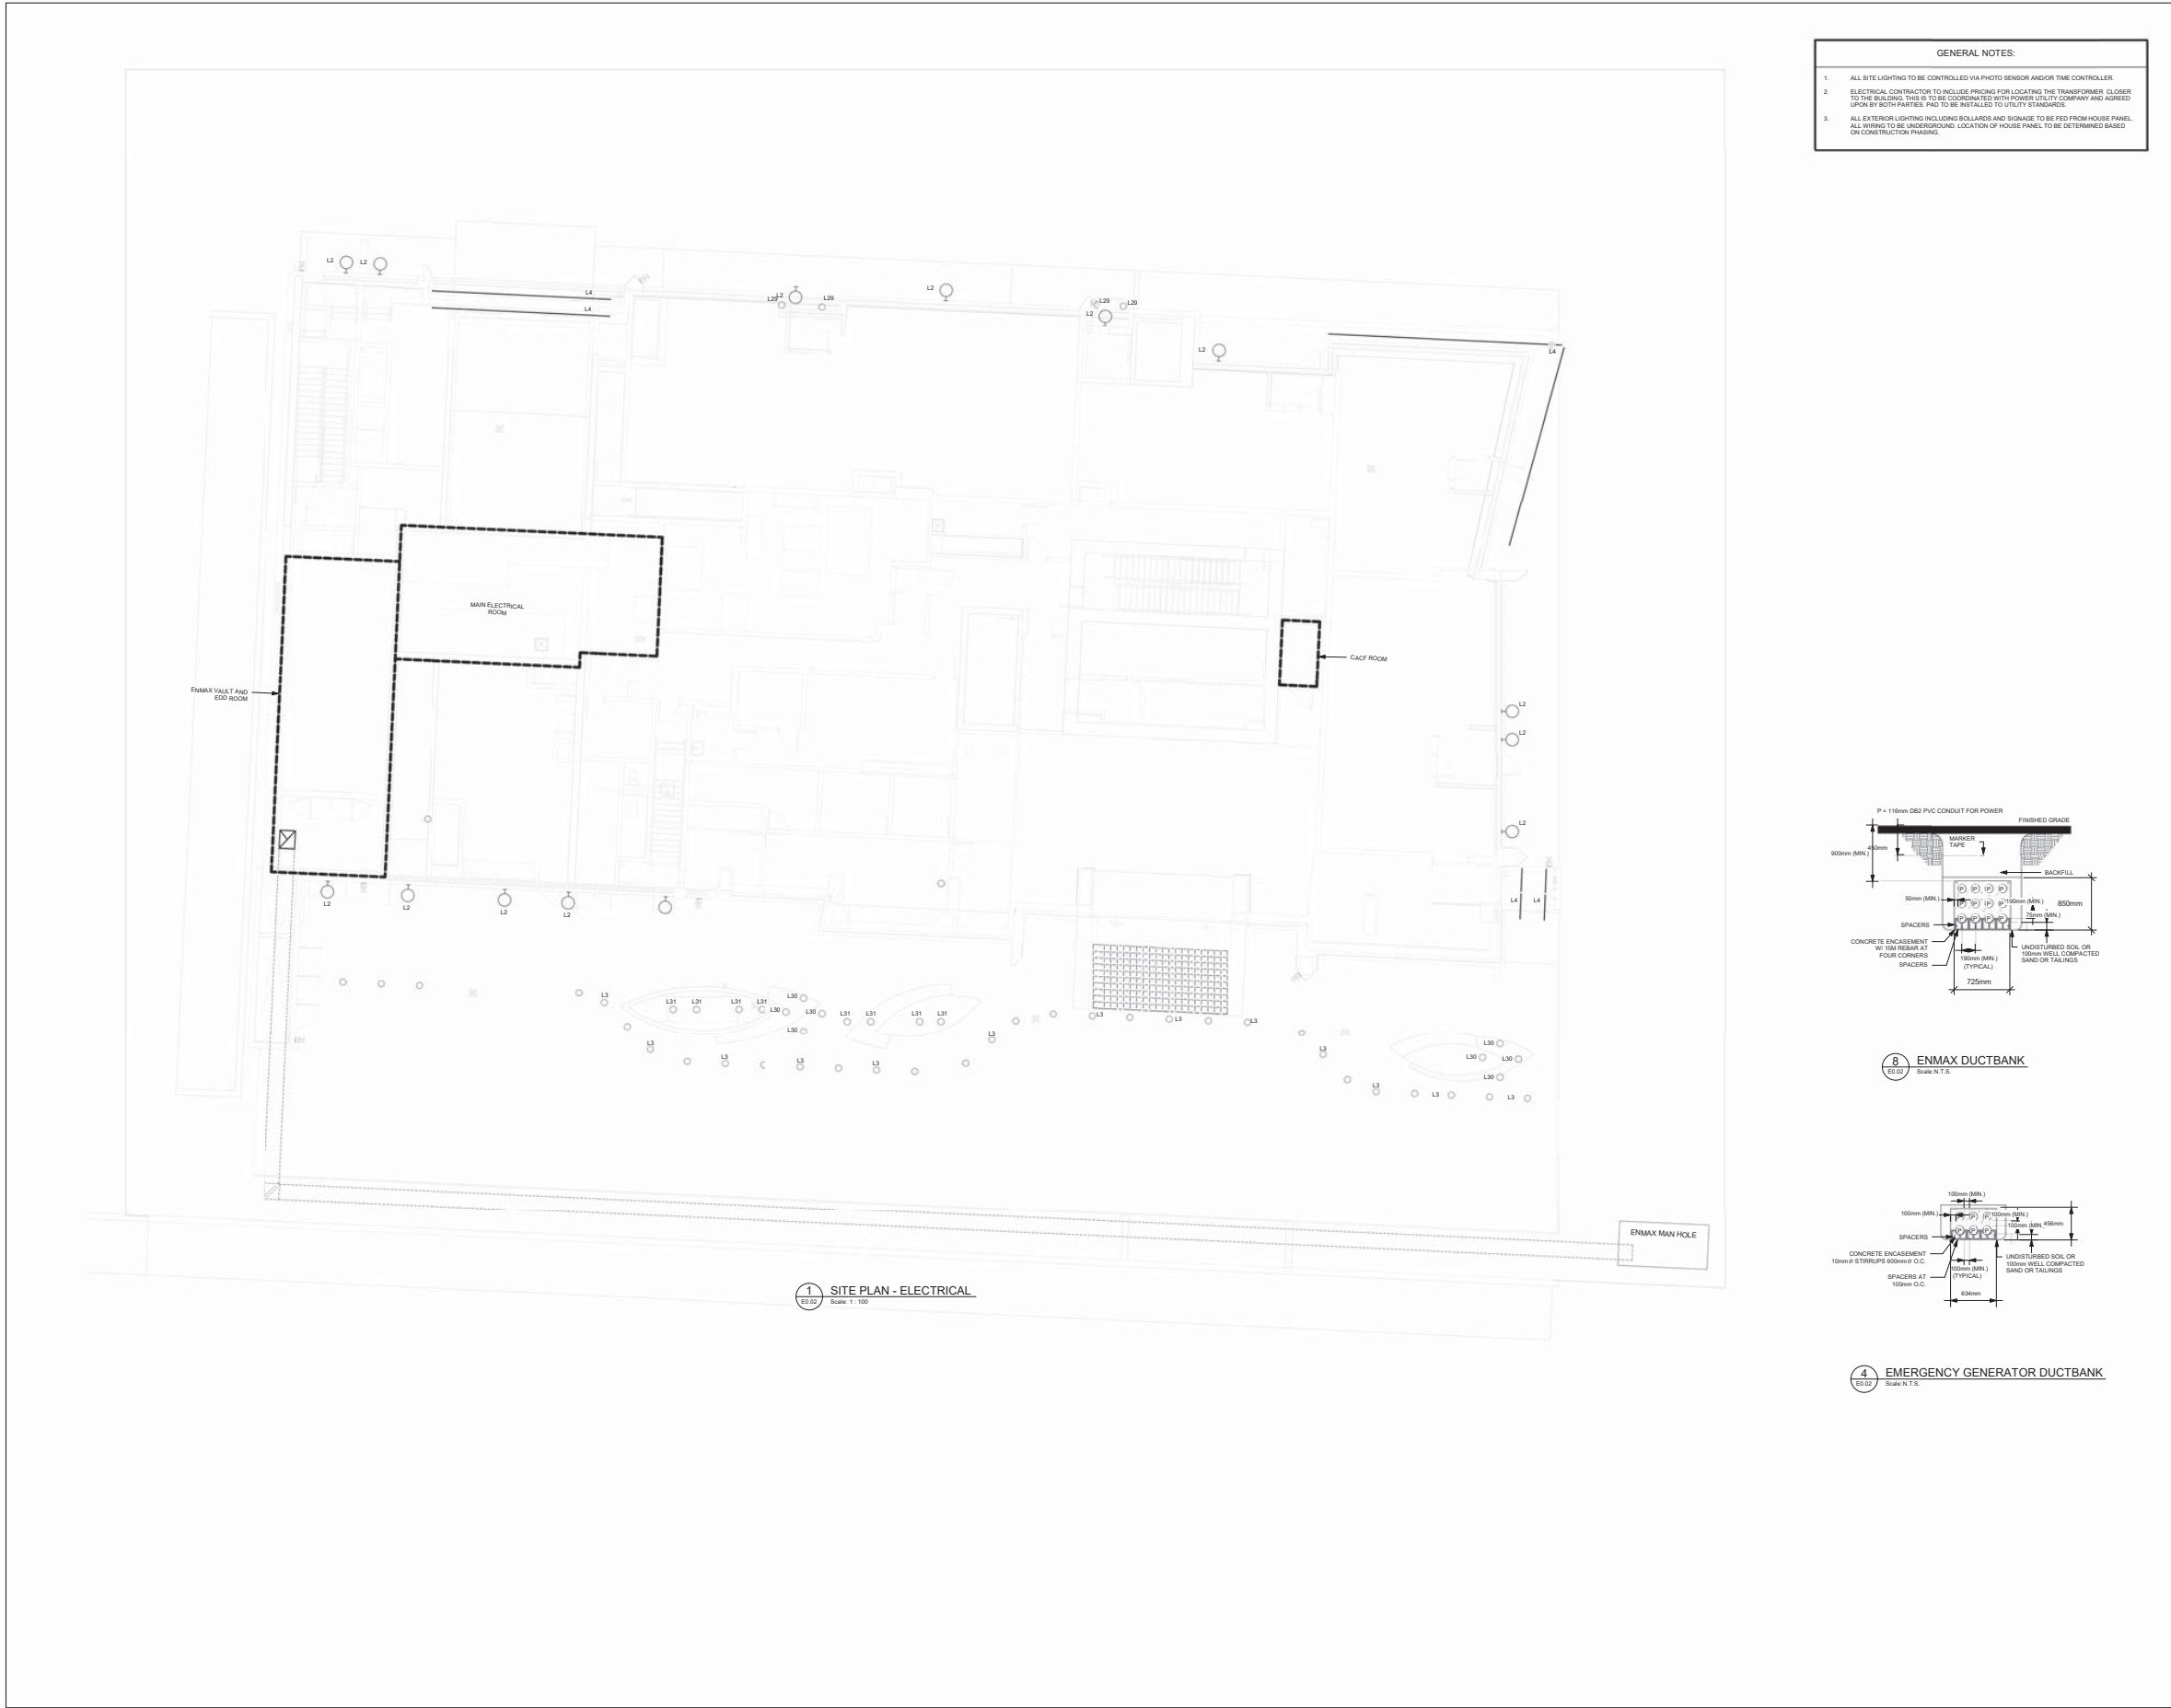 GENERAL NOTES:
1. ALL SITE LIGHTING TO BE CONTROLLED VIA PHOTO SENSOR AND/OR TIME CONTROLLER.
2. ELECTRICAL CONTRACTOR TO INCLUDE PRICING FOR LOCATING THE TRANSFORMER CLOSER
TO THE BUILDING. THIS IS TO BE COORDINATED WITH POWER UTILITY COMPANY AND AGREED
UPON BY BOTH PARTIES. PAD TO BE INSTALLED TO UTILITY STANDARDS.
3. ALL EXTERIOR LIGHTING INCLUDING BOLLARDS AND SIGNAGE TO BE FED FROM HOUSE PANEL.
ALL WIRING TO BE UNDERGROUND. LOCATION OF HOUSE PANEL TO BE DETERMINED BASED
ON CONSTRUCTION PHASING.
L2
L2
L4
L4
L29
L2
L29
L2
L29
L29
L2
L2
L4
MAIN ELECTRICAL
ROOM
CACF ROOM
ENMAX VAULT AND
EDD ROOM
L2
L2
L2
L2
L2
L2
L2
L4
L4
L3
L31
L31
L31
L31
L30
L30
L30
L30
L31
L31
L31
L31
L3
L3
L3
L3
L3
L3
L3
L3
L3
L3
L3
L3
L3
L30
L30
L30
L30
ENMAX MAN HOLE
1
E0.02
SITE PLAN - ELECTRICAL
Scale: 1 : 100
P = 116mm DB2 PVC CONDUIT FOR POWER
FINISHED GRADE
MARKER
TAPE
450mm
900mm (MIN.)
BACKFILL
P P P P
P P P P
P P P P
50mm (MIN.)
190mm (MIN.)
850mm
75mm (MIN.)
SPACERS
CONCRETE ENCASEMENT
W/ 15M REBAR AT
FOUR CORNERS
SPACERS
UNDISTURBED SOIL OR
100mm WELL COMPACTED
SAND OR TAILINGS
190mm (MIN.)
(TYPICAL)
725mm
8
E0.02
ENMAX DUCTBANK
Scale: N.T.S.
100mm (MIN.)
100mm (MIN.)
100mm (MIN.)
100mm (MIN.)
456mm
P P P
P P P
SPACERS
CONCRETE ENCASEMENT
10mm Ø STIRRUPS 600mm Ø O.C.
SPACERS AT
100mm O.C.
UNDISTURBED SOIL OR
100mm WELL COMPACTED
SAND OR TAILINGS
100mm (MIN.)
(TYPICAL)
634mm
4
E0.02
EMERGENCY GENERATOR DUCTBANK
Scale: N.T.S.